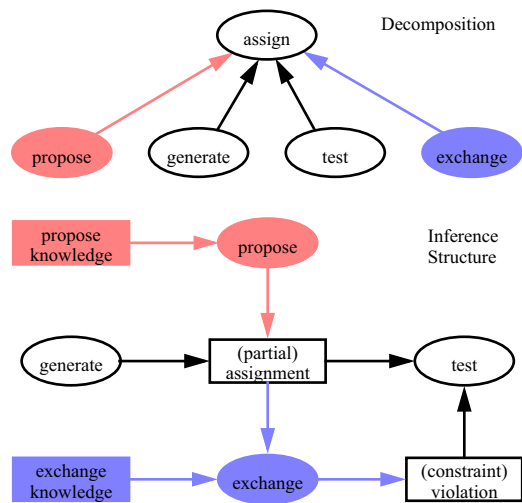 Decomposition
assign
propose
generate
test
exchange
propose
knowledge
propose
Inference
Structure
generate
(partial)
assignment
test
exchange
knowledge
exchange
(constraint)
violation